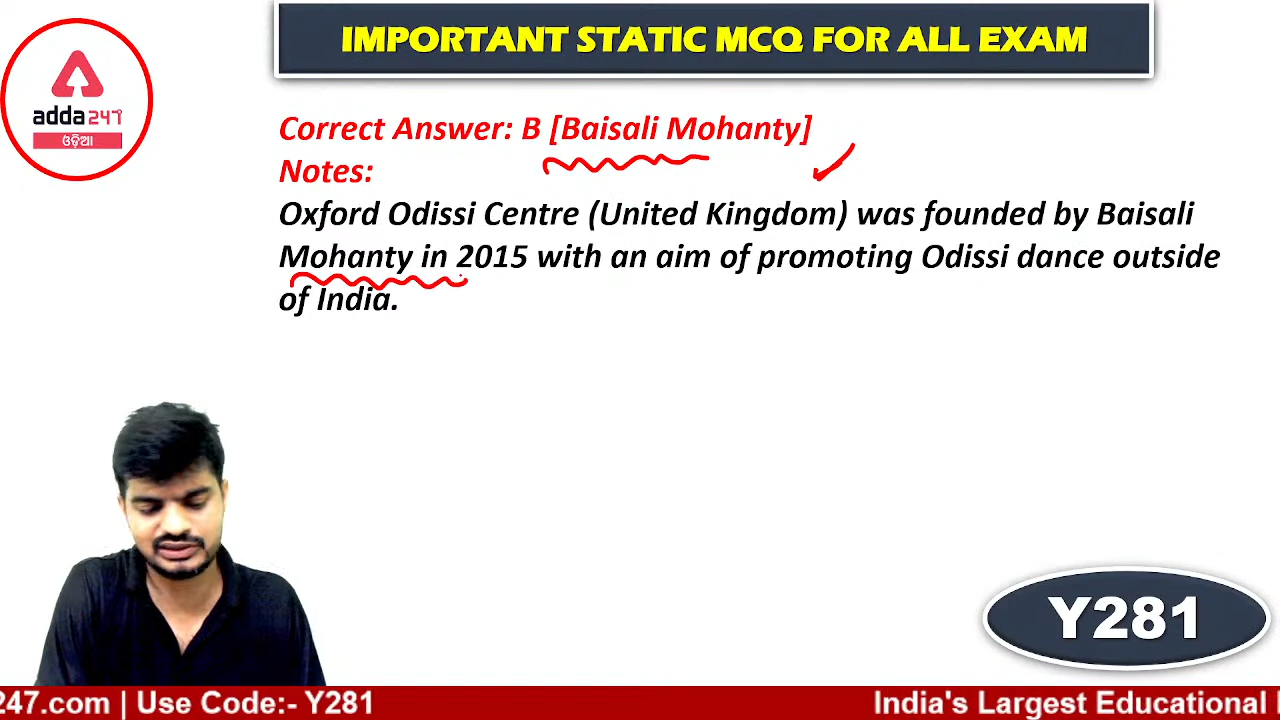 IMPORTANT STATIC MCQ FOR ALL EXAM
adda247
ଓଡ଼ିଆ
Correct Answer: B [Baisali Mohanty]
Notes:
Oxford Odissi Centre (United Kingdom) was founded by Baisali
Mohanty in 2015 with an aim of promoting Odissi dance outside
of India.
Y281
247.com | Use Code:- Y281
India's Largest Educational